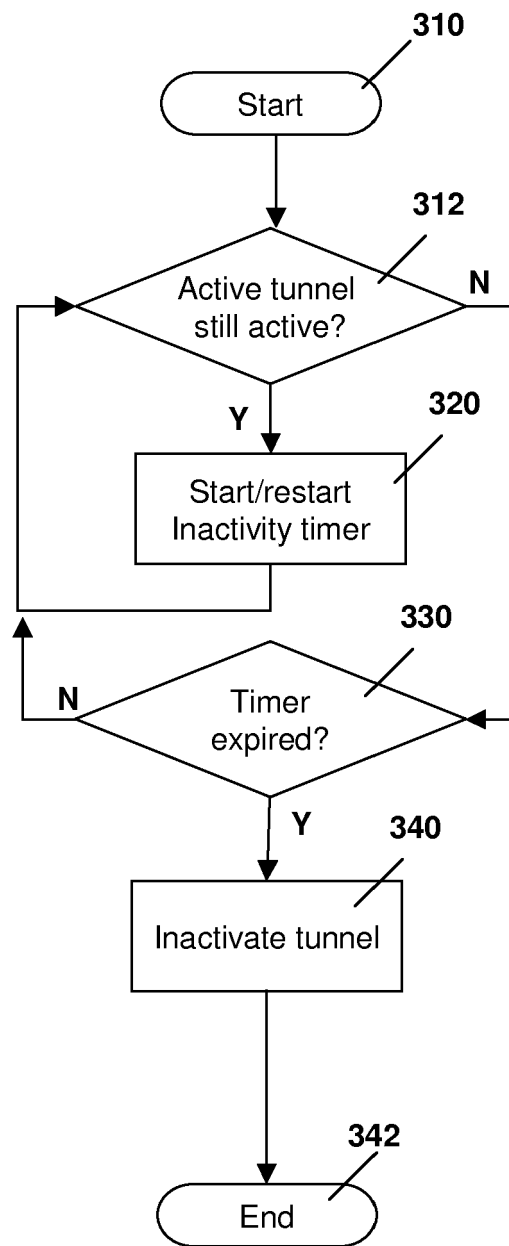 310
Start
312
Active tunnel
still active?
N
Y
320
Start/restart
Inactivity timer
330
N
Timer
expired?
Y
340
Inactivate tunnel
342
End